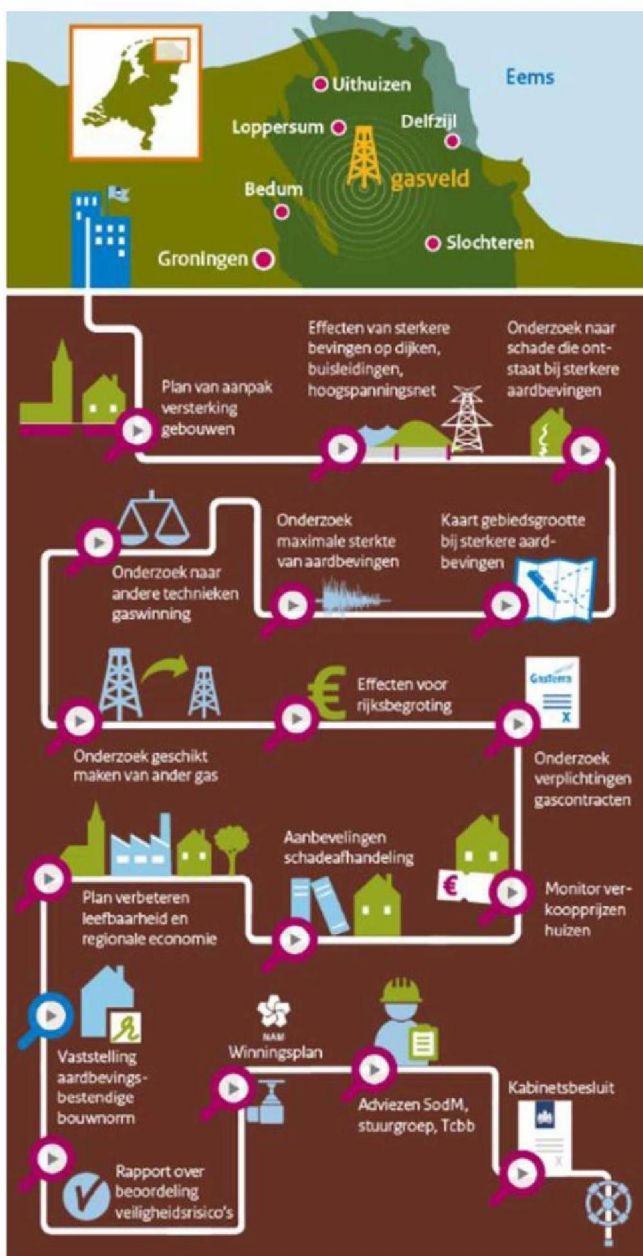 Eems
Uithuizen
Loppersum
Delfzijl
gasveld
Bedum
Slochteren
Groningen
Plan van aanpak
versterking
gebouwen
Effecten van sterkere
bevingen op dijken,
buisleidingen,
hoogspanningsnet
Onderzoek naar
schade die ont-
staat bij sterkere
aardbevingen
Kaart gebiedsgrootte
bij sterkere aard-
bevingen
Onderzoek
maximale sterkte
van aardbevingen
Onderzoek naar
andere technieken
gaswinning
Onderzoek geschikt
maken van ander gas
€
Effecten voor
rijksbegroting
GasTerra
X
Onderzoek
verplichtingen
gascontracten
€
Monitor ver-
koopprijzen
huizen
Aanbevelingen
schadeafhandeling
Plan verbeteren
leefbaarheid en
regionale economie
Vaststelling
aardbevings-
bestendige
bouwnorm
Rapport over
beoordeling
veiligheidsrisico's
NAM
Winningsplan
Adviezen SodM,
stuurgroep, Tcbb
Kabinetsbesluit
X